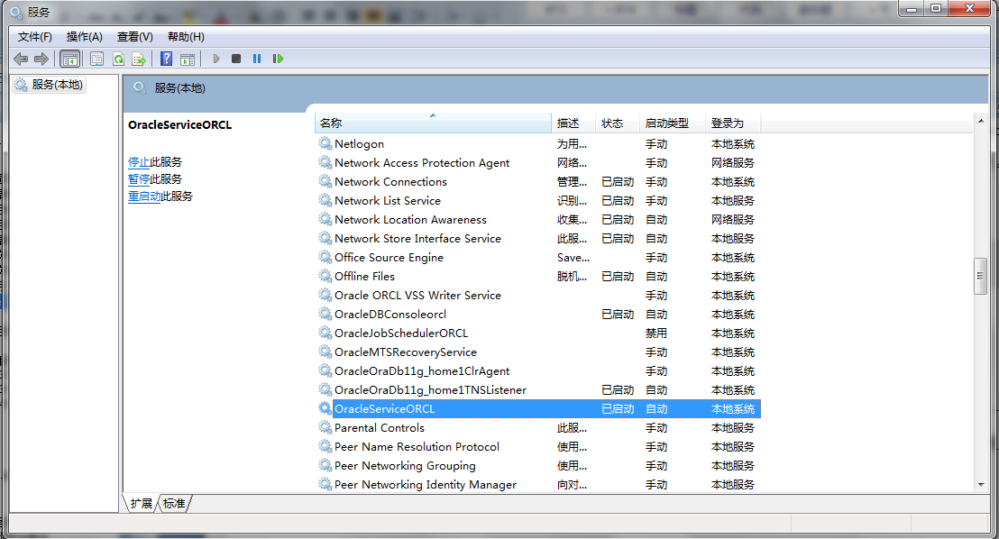 服务
文件(F) 操作(A) 查看(V) 帮助(H)
服务(本地)
服务(本地)
OracleServiceORCL
停止此服务
暂停此服务
重启动此服务
名称 描述 状态 启动类型 登录为
Netlogon 为用... 手动 本地系统
Network Access Protection Agent 网络... 手动 网络服务
Network Connections 管理... 已启动 手动 本地系统
Network List Service 识别... 已启动 手动 本地服务
Network Location Awareness 收集... 已启动 自动 网络服务
Network Store Interface Service 此服... 已启动 自动 本地服务
Office Source Engine Save... 手动 本地系统
Offline Files 脱机... 已启动 自动 本地系统
Oracle ORCL VSS Writer Service 手动 本地系统
OracleDBConsoleorcl 已启动 自动 本地系统
OracleJobSchedulerORCL 禁用 本地系统
OracleMTSRecoveryService 手动 本地系统
OracleOraDb11g_home1ClrAgent 手动 本地系统
OracleOraDb11g_home1TNSListener 已启动 自动 本地系统
OracleServiceORCL 已启动 自动 本地系统
Parental Controls 此服... 手动 本地服务
Peer Name Resolution Protocol 使用... 手动 本地服务
Peer Networking Grouping 使用... 手动 本地服务
Peer Networking Identity Manager 向对... 手动 本地服务
扩展 标准